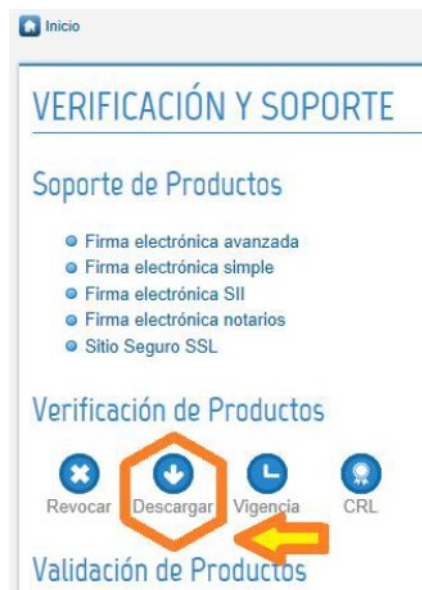 Inicio
VERIFICACIÓN Y SOPORTE
Soporte de Productos
Firma electrónica avanzada
Firma electrónica simple
Firma electrónica SII
Firma electrónica notarios
Sitio Seguro SSL
Verificación de Productos
Revocar Descargar Vigencia CRL
Validación de Productos